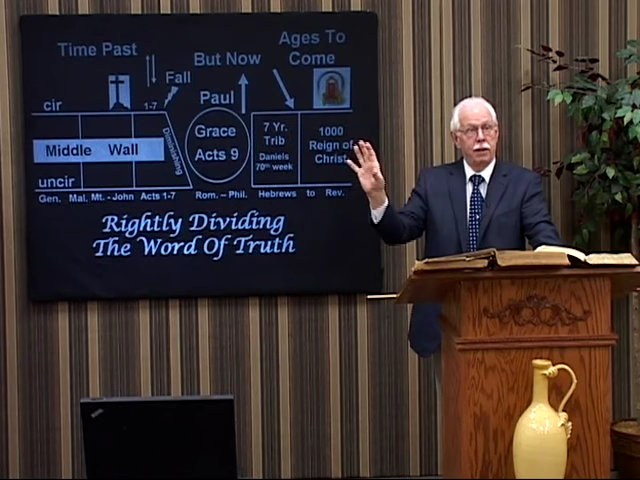 Time Past
But Now
Ages To
Come
Fall
Paul
cir
1-7
Grace
Acts 9
7 Yr.
Trib
Daniels
70th week
1000
Reign of
Christ
Middle Wall
Diminishing
uncir
Gen. Mal. Mt. - John Acts 1-7 Rom. – Phil. Hebrews to Rev.
Rightly Dividing
The Word Of Truth